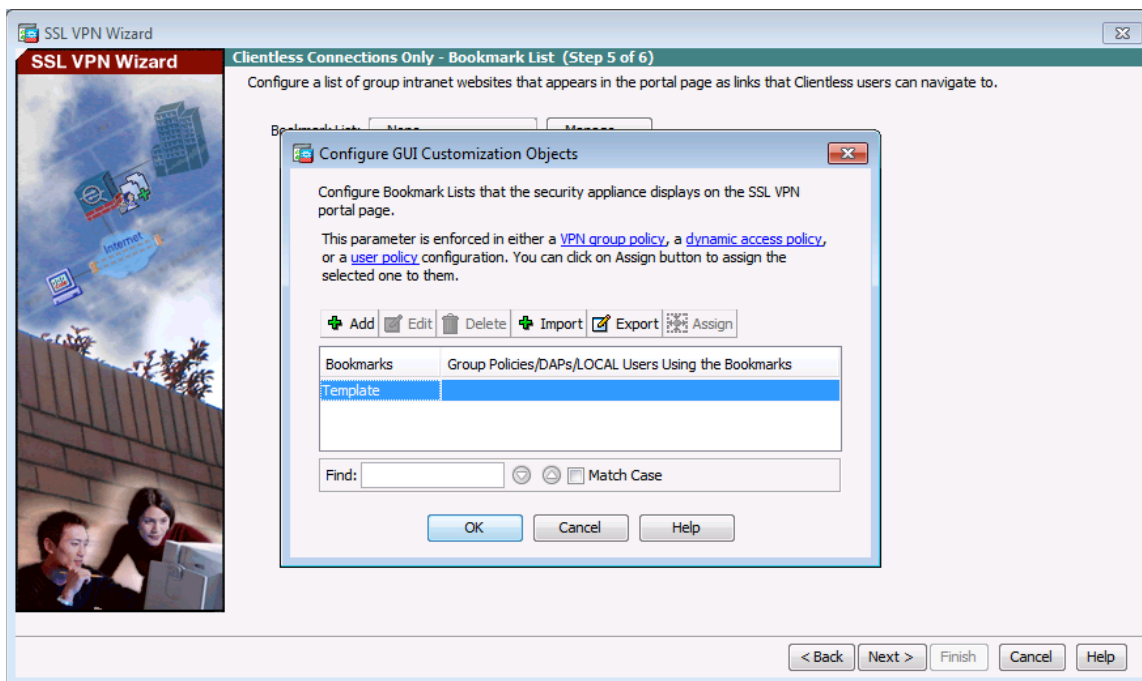 SSL VPN Wizard
SSL VPN Wizard
Clientless Connections Only - Bookmark List (Step 5 of 6)
Configure a list of group intranet websites that appears in the portal page as links that Clientless users can navigate to.
Configure GUI Customization Objects
Configure Bookmark Lists that the security appliance displays on the SSL VPN
portal page.
This parameter is enforced in either a VPN group policy, a dynamic access policy,
or a user policy configuration. You can click on Assign button to assign the
selected one to them.
Add Edit Delete Import Export Assign
Bookmarks Group Policies/DAPs/LOCAL Users Using the Bookmarks
Template
Find: Match Case
OK Cancel Help
Internet
< Back Next > Finish Cancel Help